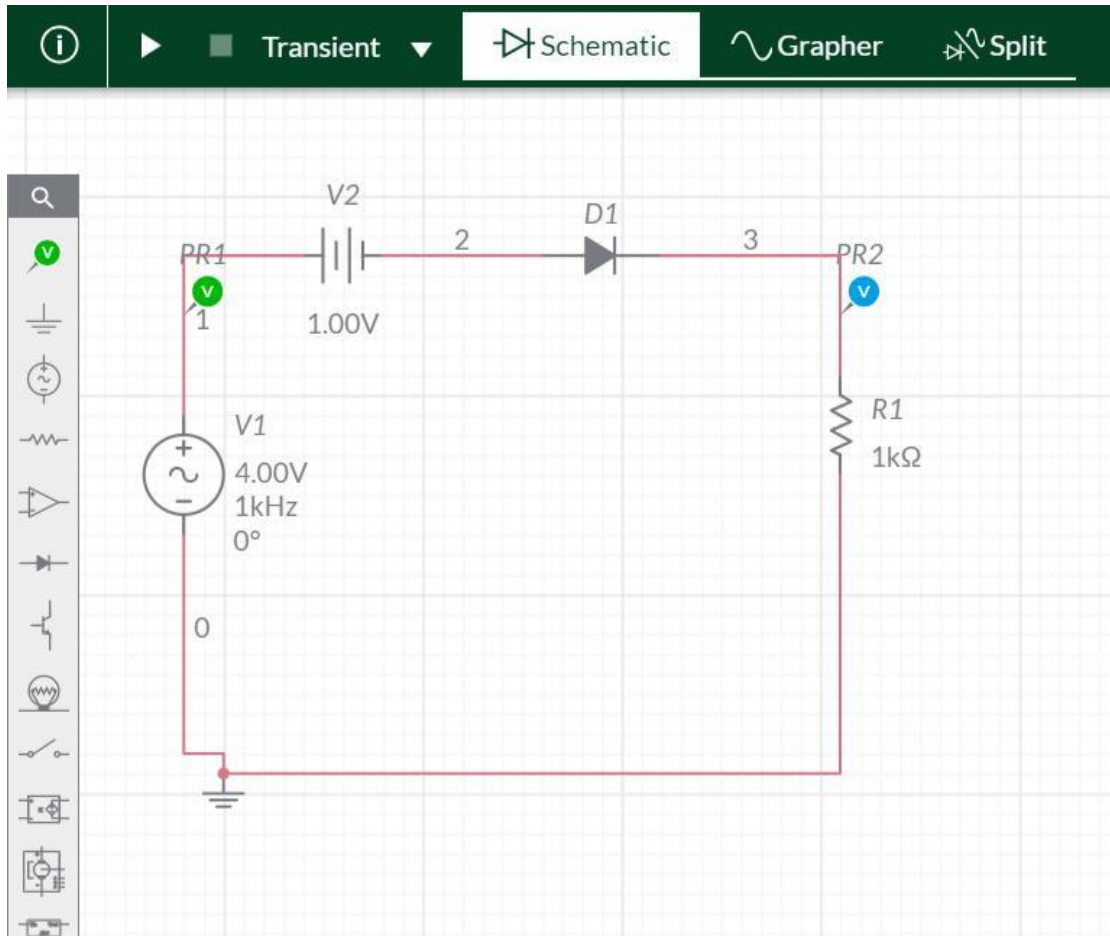 Transient Schematic Grapher Split
V2
D1
PR1
2
3
PR2
V
V
V
1
1.00V
V1
R1
4.00V
1kΩ
1kHz
0°
0